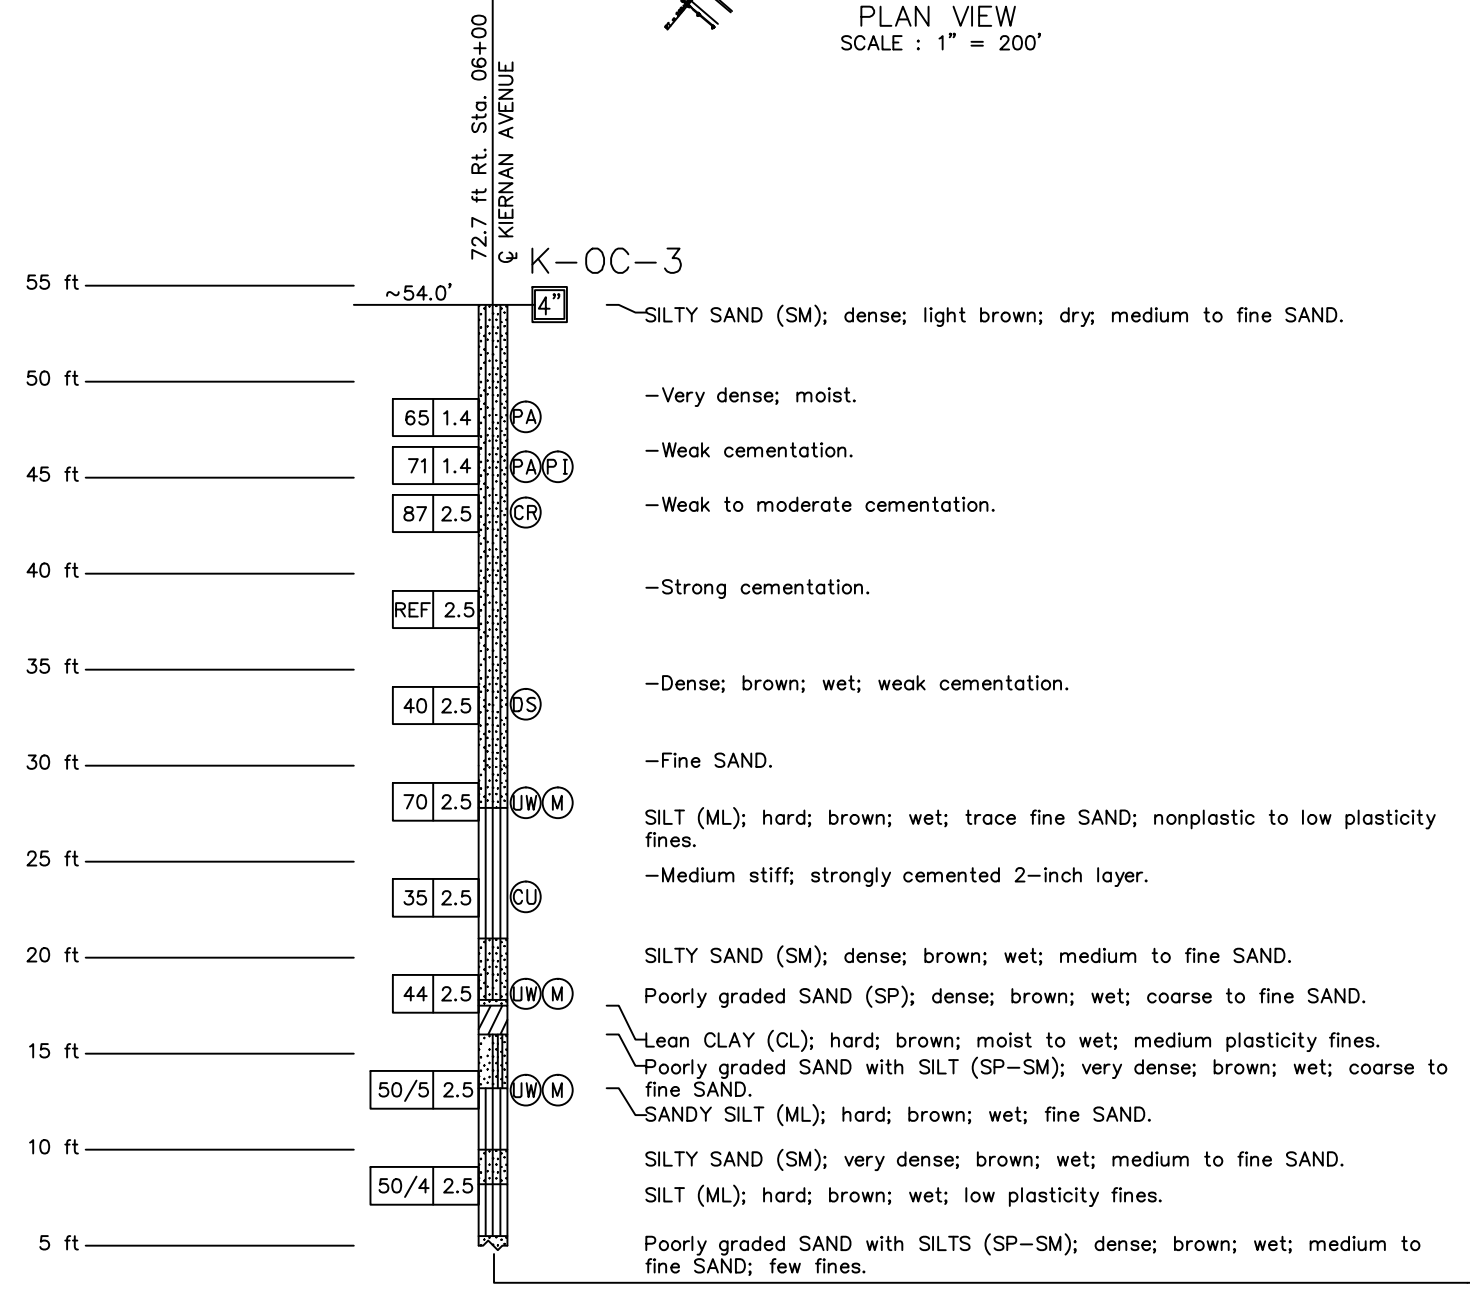 PLAN VIEW
SCALE : 1" = 200'
72.7 ft Rt. Sta. 06+00
℄ KIERNAN AVENUE
K-OC-3
55 ft
~54.0'
4"
SILTY SAND (SM); dense; light brown; dry; medium to fine SAND.
50 ft
-Very dense; moist.
65 1.4 PA
-Weak cementation.
71 1.4 PA PI
45 ft
-Weak to moderate cementation.
87 2.5 CR
40 ft
-Strong cementation.
REF 2.5
35 ft
-Dense; brown; wet; weak cementation.
40 2.5 DS
30 ft
-Fine SAND.
70 2.5 UW M
SILT (ML); hard; brown; wet; trace fine SAND; nonplastic to low plasticity
fines.
25 ft
-Medium stiff; strongly cemented 2-inch layer.
35 2.5 CU
20 ft
SILTY SAND (SM); dense; brown; wet; medium to fine SAND.
44 2.5 UW M
Poorly graded SAND (SP); dense; brown; wet; coarse to fine SAND.
Lean CLAY (CL); hard; brown; moist to wet; medium plasticity fines.
15 ft
Poorly graded SAND with SILT (SP-SM); very dense; brown; wet; coarse to
fine SAND.
50/5 2.5 UW M
SANDY SILT (ML); hard; brown; wet; fine SAND.
10 ft
SILTY SAND (SM); very dense; brown; wet; medium to fine SAND.
50/4 2.5
SILT (ML); hard; brown; wet; low plasticity fines.
5 ft
Poorly graded SAND with SILTS (SP-SM); dense; brown; wet; medium to
fine SAND; few fines.